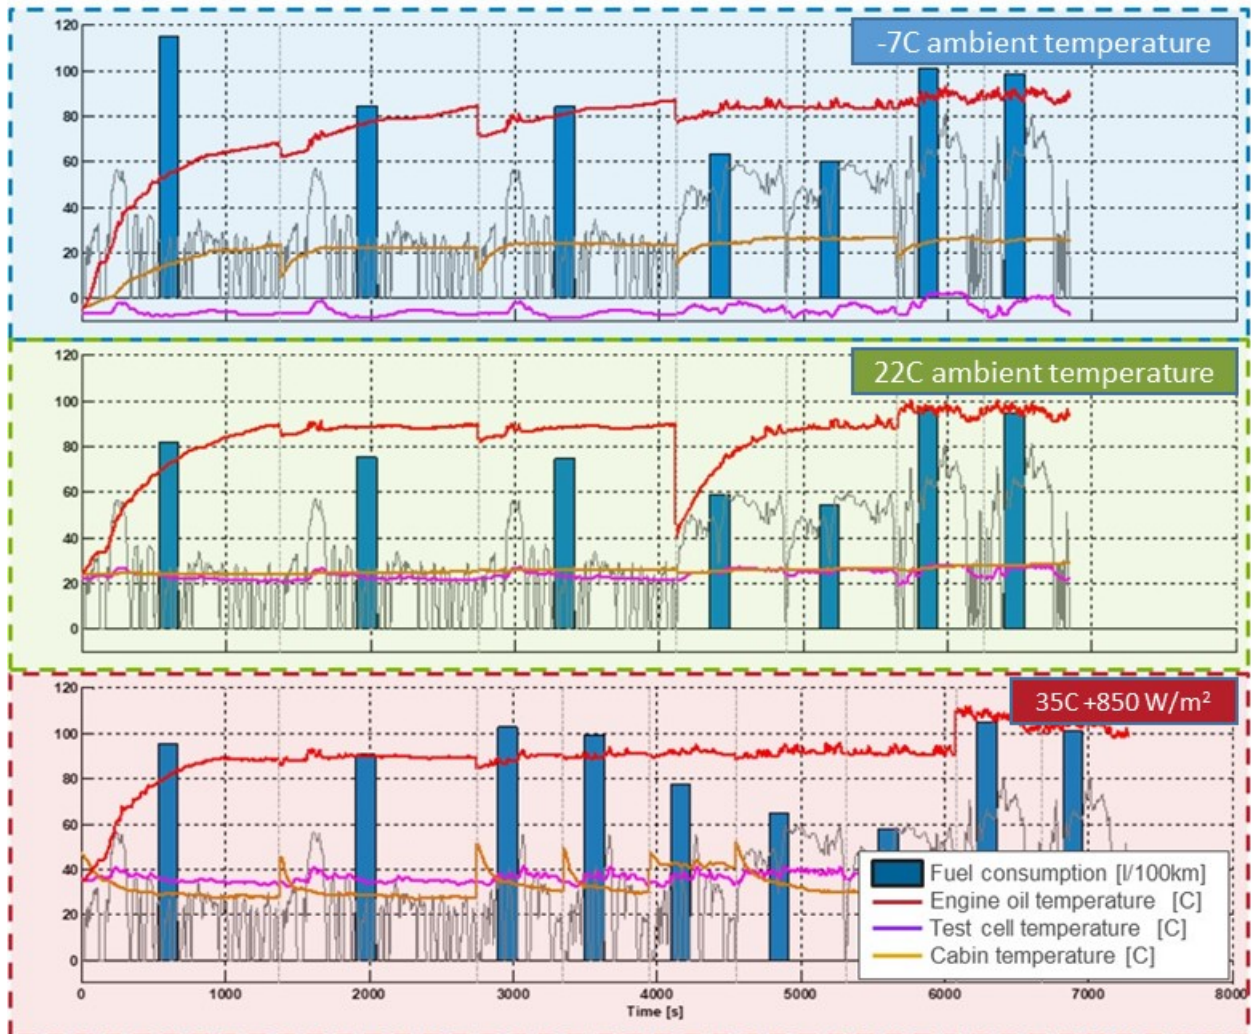 120
-7C ambient temperature
100
80
60
40
20
0
120
22C ambient temperature
100
80
60
40
20
0
120
35C +850 W/m²
100
80
60
40
20
0
Fuel consumption [l/100km]
Engine oil temperature [C]
Test cell temperature [C]
Cabin temperature [C]
0 1000 2000 3000 4000 5000 6000 7000 8000
Time [s]